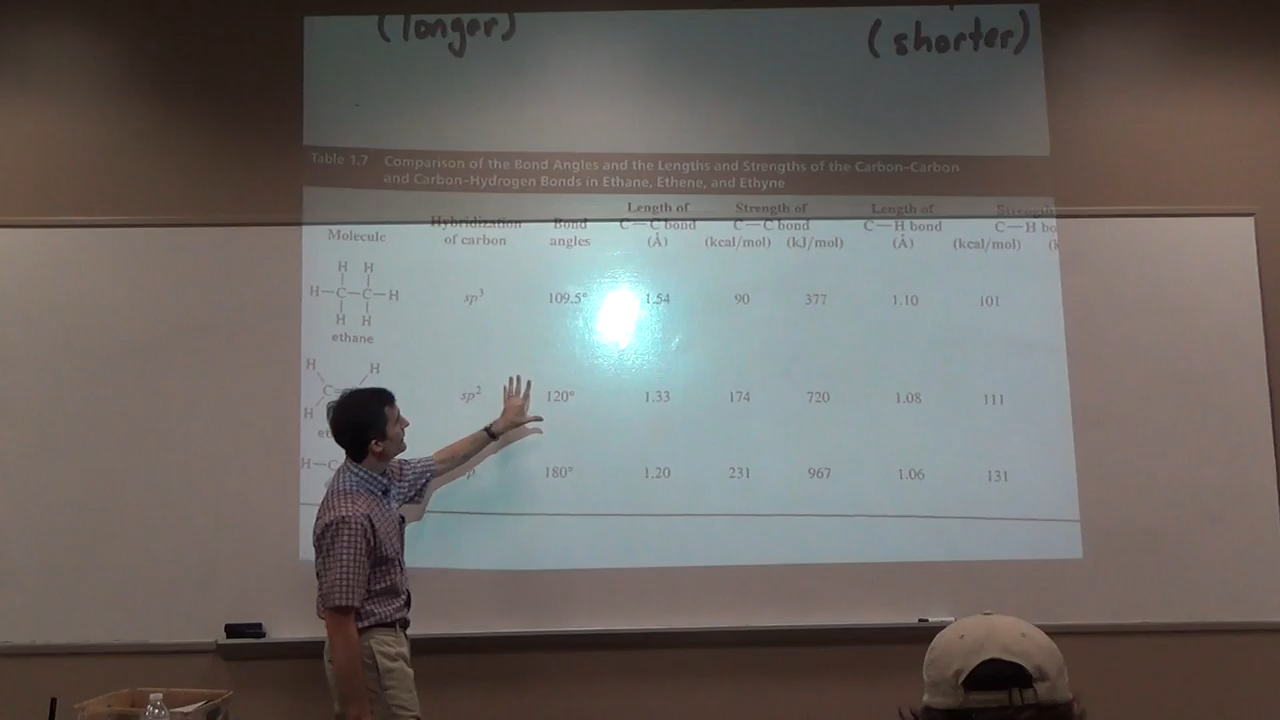 (longer) (shorter)
Table 1.7 Comparison of the Bond Angles and the Lengths and Strengths of the Carbon–Carbon
and Carbon–Hydrogen Bonds in Ethane, Ethene, and Ethyne
Length of Strength of Length of Strength
Hybridization Bond C—C bond C—C bond C—H bond C—H bo
Molecule of carbon angles (Å) (kcal/mol) (kJ/mol) (Å) (kcal/mol) (k
H H
H—C—C—H sp³ 109.5° 1.54 90 377 1.10 101
H H
ethane
H H
C sp² 120° 1.33 174 720 1.08 111
H
et
H—C p 180° 1.20 231 967 1.06 131